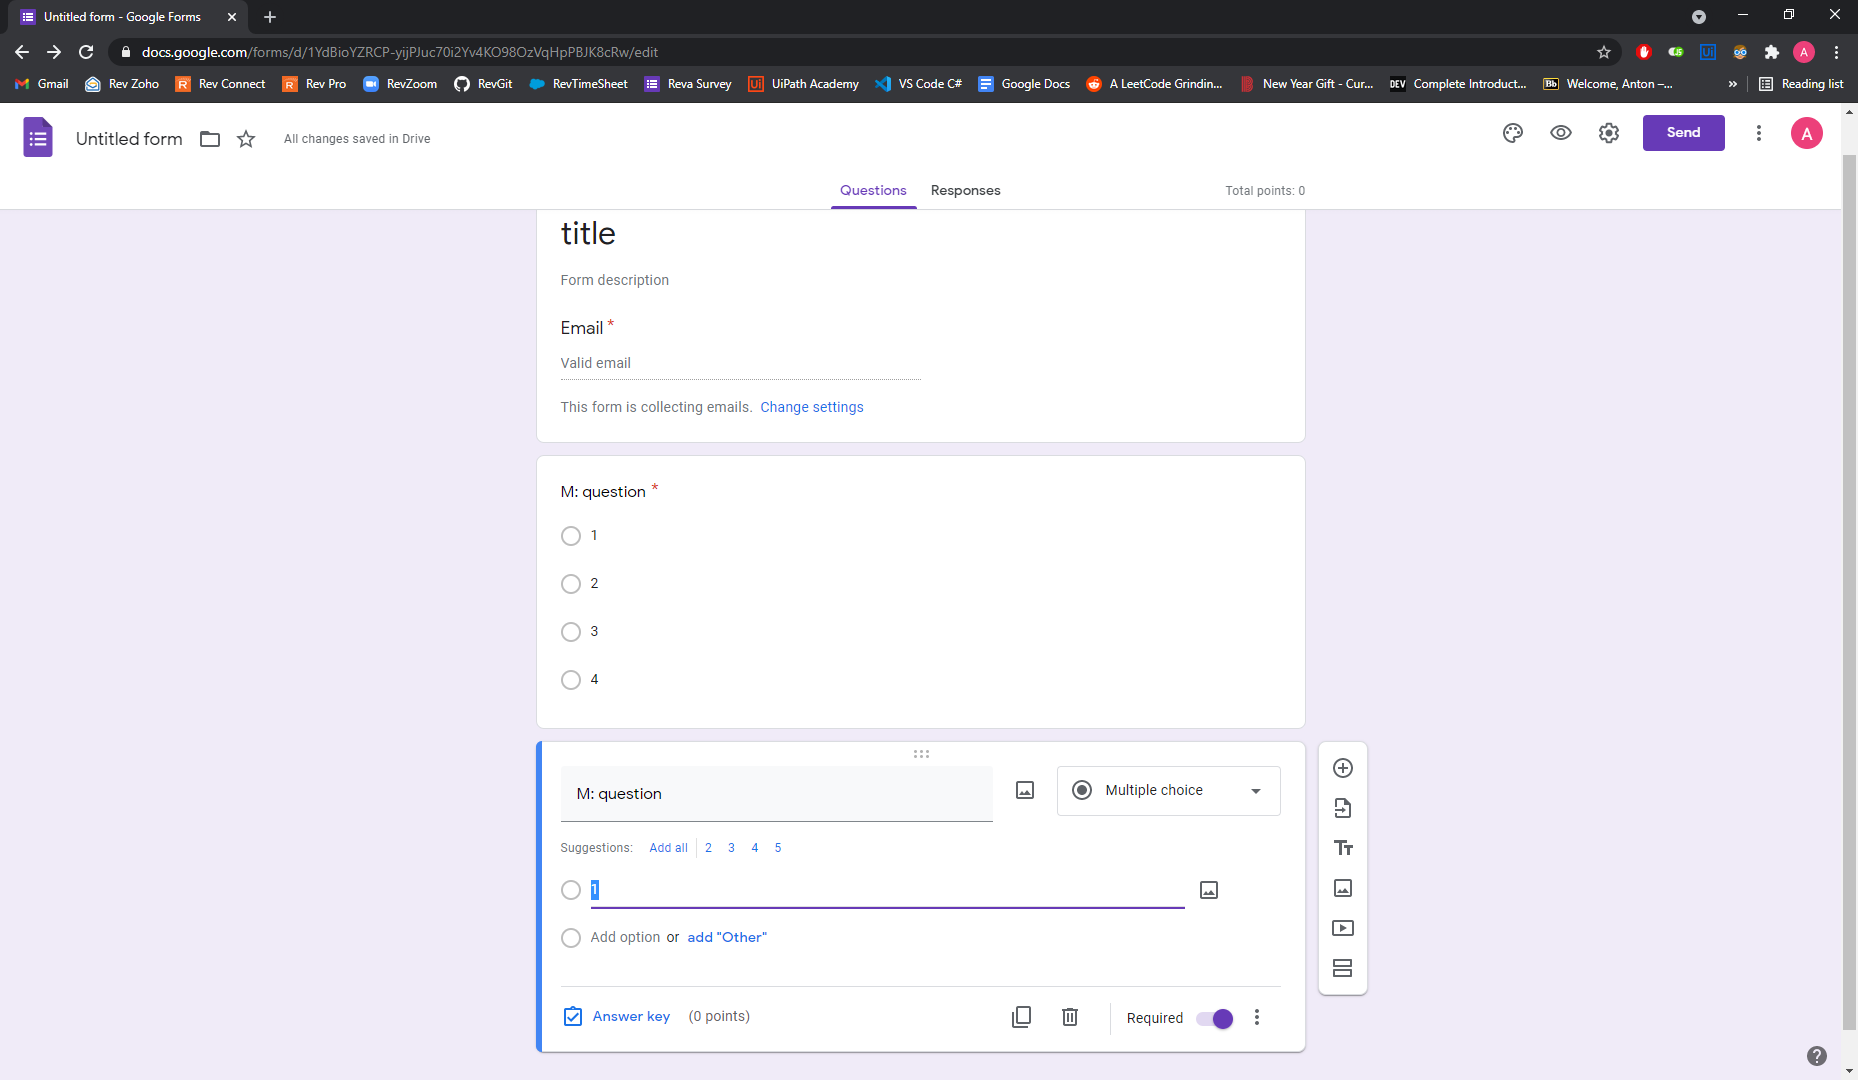 Untitled form - Google Forms
docs.google.com/forms/d/1YdBioYZRCP-yijPJuc70i2Yv4KO98OzVqHpPBJK8cRw/edit
A
Gmail Rev Zoho Rev Connect Rev Pro RevZoom RevGit RevTimeSheet Reva Survey UiPath Academy VS Code C# Google Docs A LeetCode Grindin... New Year Gift - Cur... DEV Complete Introduct... Bb Welcome, Anton –... » Reading list
Untitled form All changes saved in Drive Send A
Questions Responses Total points: 0
title
Form description
Email *
Valid email
This form is collecting emails. Change settings
M: question *
1
2
3
4
M: question Multiple choice
Suggestions: Add all 2 3 4 5
1
Add option or add "Other"
Answer key (0 points) Required